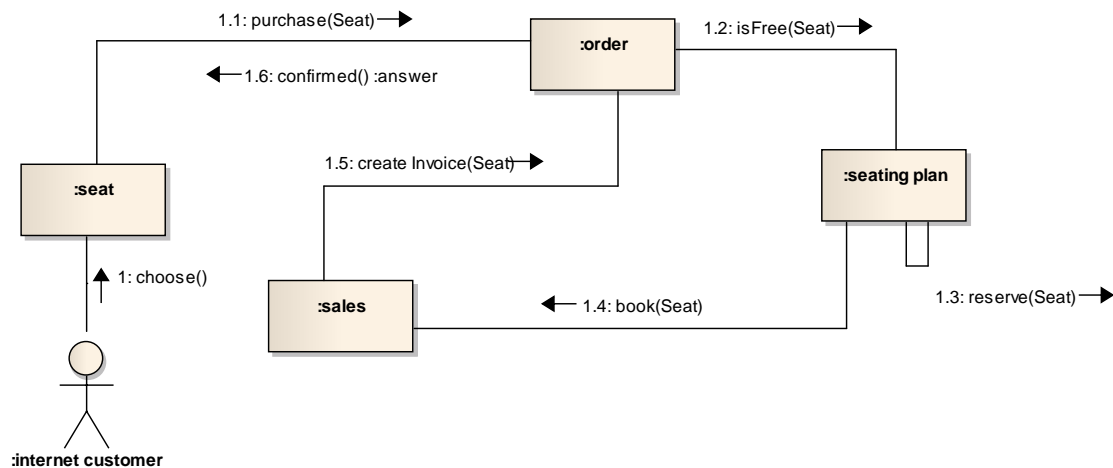 1.1: purchase(Seat)
:order
1.2: isFree(Seat)
1.6: confirmed() :answer
1.5: create Invoice(Seat)
:seating plan
:seat
1: choose()
:sales
1.4: book(Seat)
1.3: reserve(Seat)
:internet customer